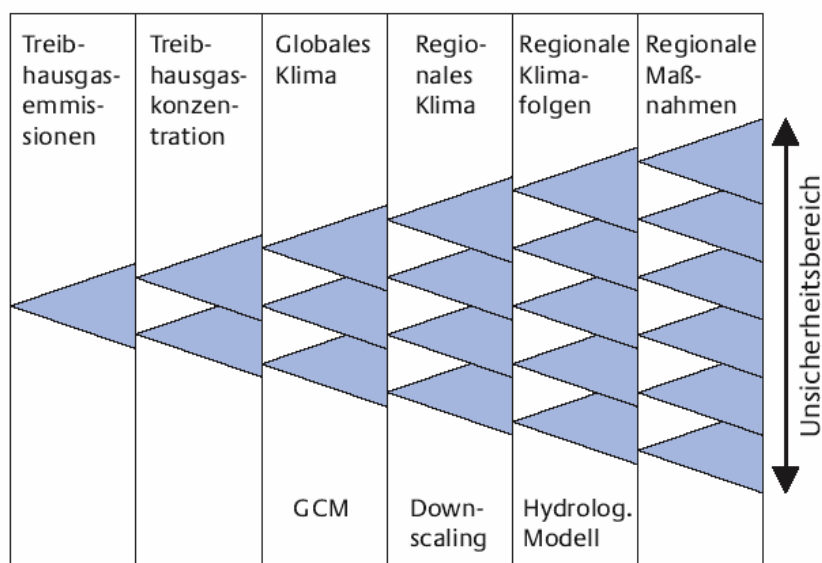 Treib-
hausgas-
emmis-
sionen
Treib-
hausgas-
konzen-
tration
Globales
Klima
Regio-
nales
Klima
Regionale
Klima-
folgen
Regionale
Maß-
nahmen
Unsicherheitsbereich
GCM
Down-
scaling
Hydrolog.
Modell